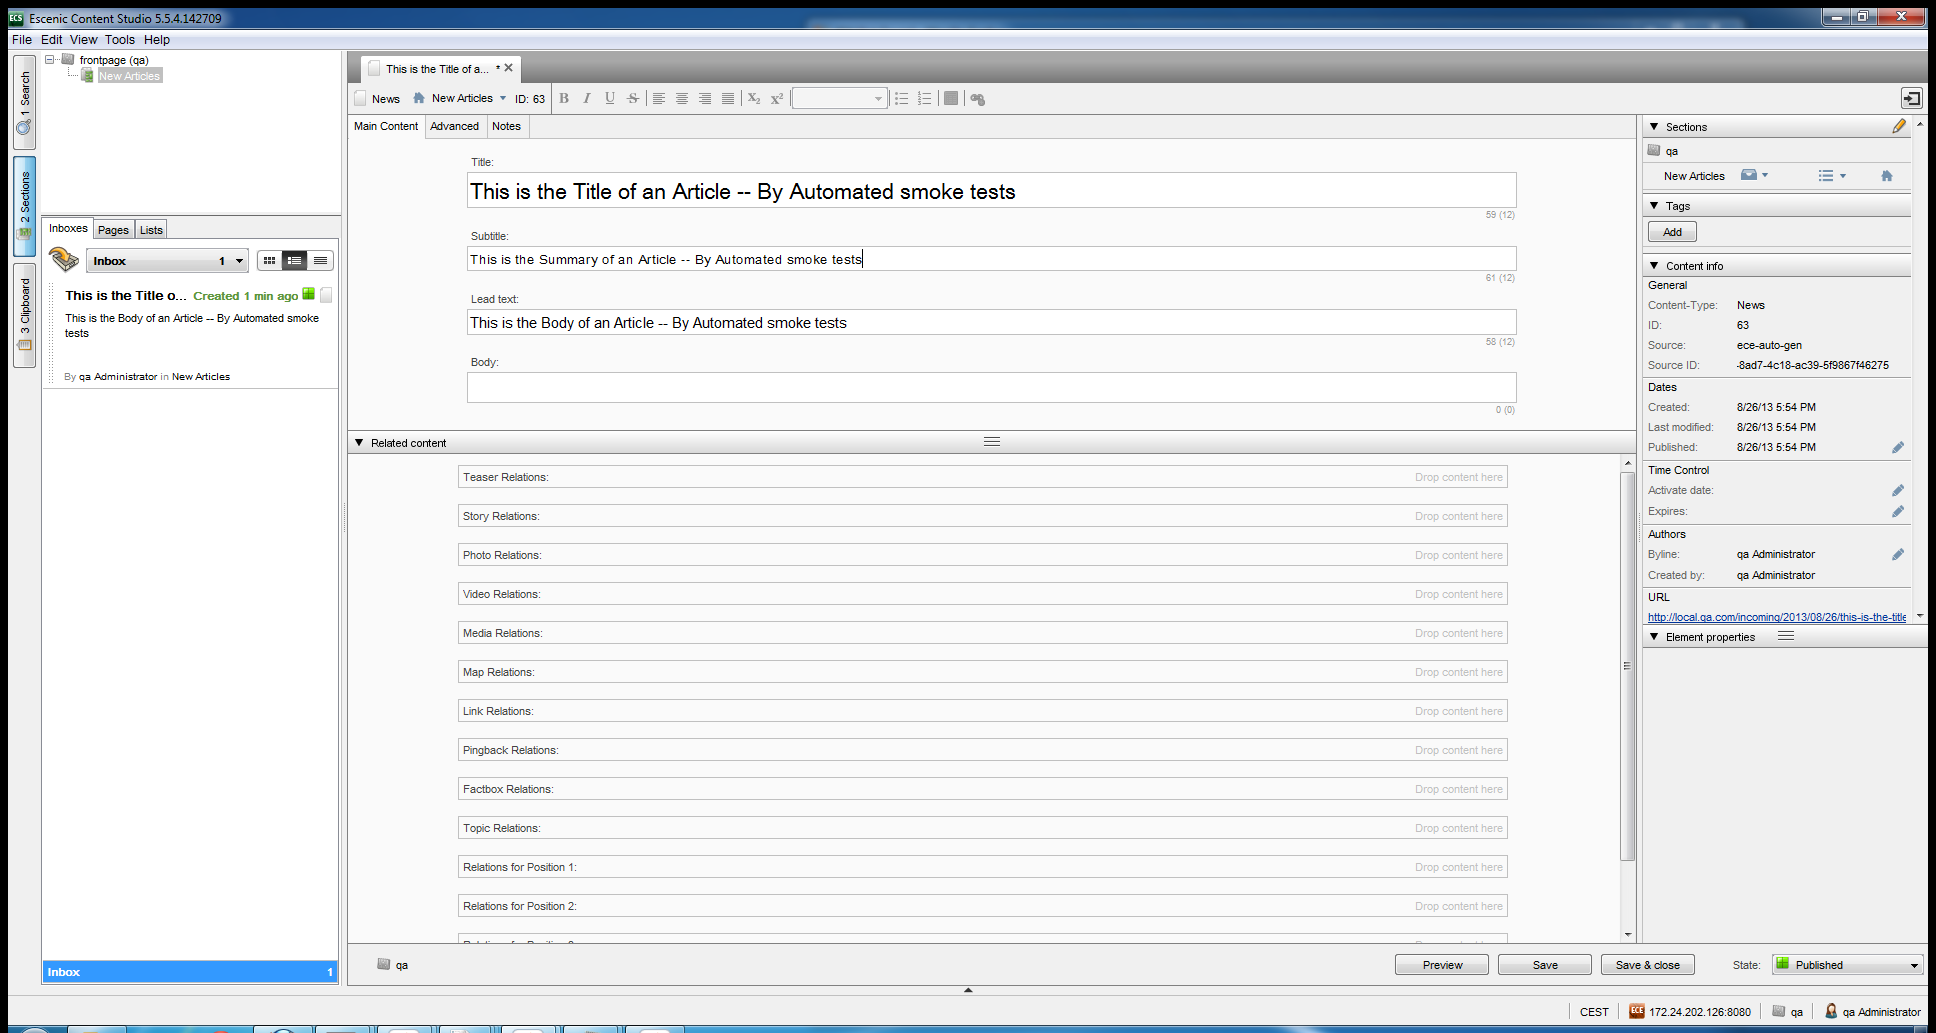 Escenic Content Studio 5.5.4.142709
File Edit View Tools Help
1 Search
2 Sections
3 Clipboard
frontpage (qa)
New Articles
Inboxes Pages Lists
Inbox 1
This is the Title o... Created 1 min ago
This is the Body of an Article -- By Automated smoke
tests
By qa Administrator in New Articles
Inbox 1
This is the Title of a... *
News New Articles ID: 63 B I U S X2 X2
Main Content Advanced Notes
Title:
This is the Title of an Article -- By Automated smoke tests
59 (12)
Subtitle:
This is the Summary of an Article -- By Automated smoke tests
61 (12)
Lead text:
This is the Body of an Article -- By Automated smoke tests
58 (12)
Body:
0 (0)
Related content
Teaser Relations: Drop content here
Story Relations: Drop content here
Photo Relations: Drop content here
Video Relations: Drop content here
Media Relations: Drop content here
Map Relations: Drop content here
Link Relations: Drop content here
Pingback Relations: Drop content here
Factbox Relations: Drop content here
Topic Relations: Drop content here
Relations for Position 1: Drop content here
Relations for Position 2: Drop content here
qa Preview Save Save & close State: Published
Sections
qa
New Articles
Tags
Add
Content info
General
Content-Type: News
ID: 63
Source: ece-auto-gen
Source ID: -8ad7-4c18-ac39-5f9867f46275
Dates
Created: 8/26/13 5:54 PM
Last modified: 8/26/13 5:54 PM
Published: 8/26/13 5:54 PM
Time Control
Activate date:
Expires:
Authors
Byline: qa Administrator
Created by: qa Administrator
URL
http://local.qa.com/incoming/2013/08/26/this-is-the-title
Element properties
CEST ECE 172.24.202.126:8080 qa qa Administrator